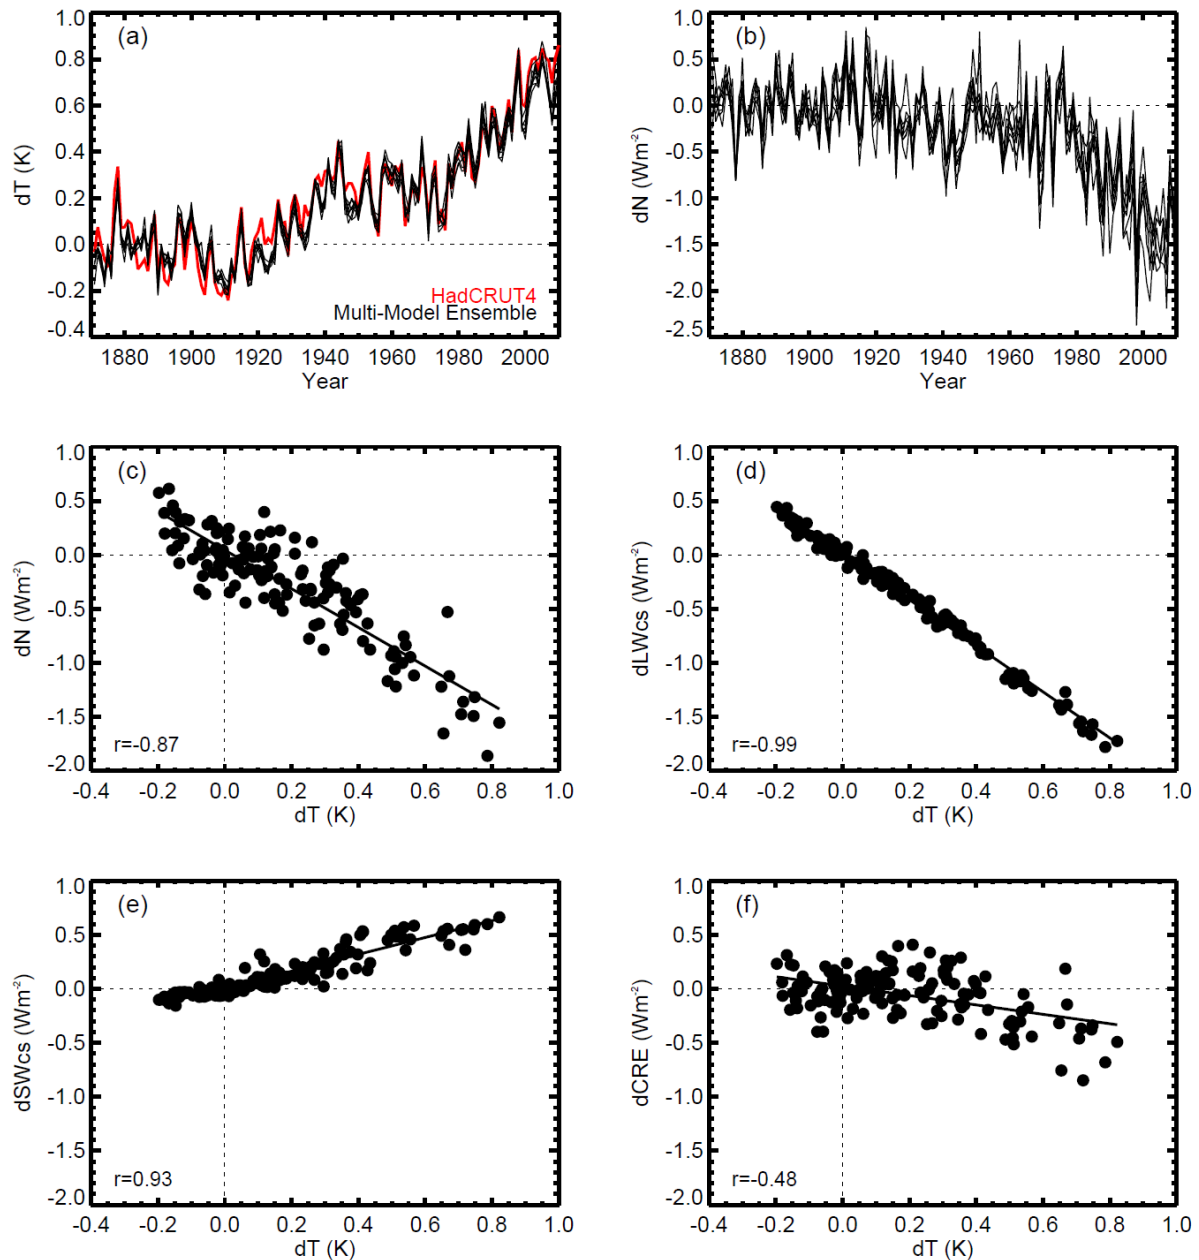 (a)
1.0
0.8
0.6
0.4
0.2
0.0
-0.2
-0.4
dT (K)
HadCRUT4
Multi-Model Ensemble
1880 1900 1920 1940 1960 1980 2000
Year
(b)
1.0
0.5
0.0
-0.5
-1.0
-1.5
-2.0
-2.5
dN (Wm-2)
1880 1900 1920 1940 1960 1980 2000
Year
(c)
1.0
0.5
0.0
-0.5
-1.0
-1.5
-2.0
dN (Wm-2)
r=-0.87
-0.4 -0.2 0.0 0.2 0.4 0.6 0.8 1.0
dT (K)
(d)
1.0
0.5
0.0
-0.5
-1.0
-1.5
-2.0
dLWcs (Wm-2)
r=-0.99
-0.4 -0.2 0.0 0.2 0.4 0.6 0.8 1.0
dT (K)
(e)
1.0
0.5
0.0
-0.5
-1.0
-1.5
-2.0
dSWcs (Wm-2)
r=0.93
-0.4 -0.2 0.0 0.2 0.4 0.6 0.8 1.0
dT (K)
(f)
1.0
0.5
0.0
-0.5
-1.0
-1.5
-2.0
dCRE (Wm-2)
r=-0.48
-0.4 -0.2 0.0 0.2 0.4 0.6 0.8 1.0
dT (K)